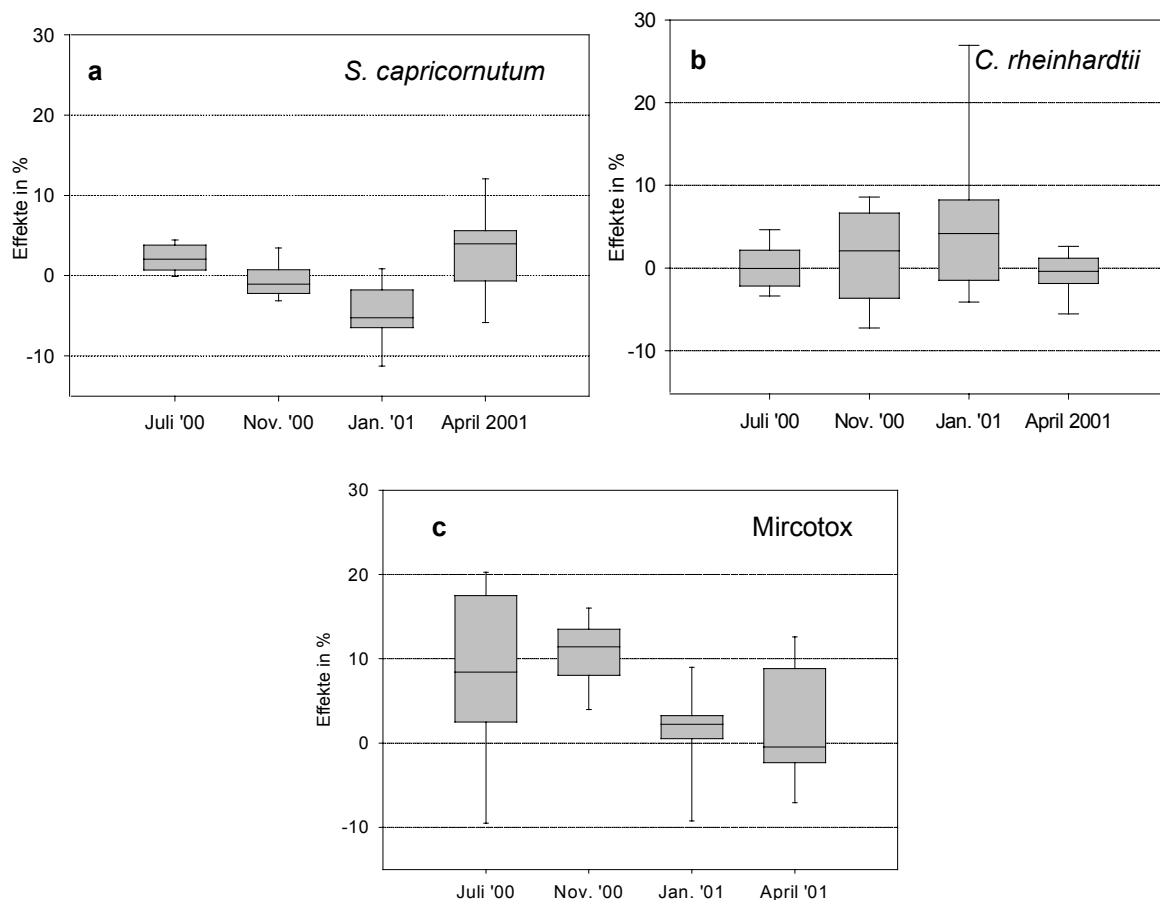 a
S. capricornutum
Effekte in %
30
20
10
0
-10
Juli '00 Nov. '00 Jan. '01 April 2001
b
C. rheinhardtii
Effekte in %
30
20
10
0
-10
Juli '00 Nov. '00 Jan. '01 April 2001
c
Mircotox
Effekte in %
30
20
10
0
-10
Juli '00 Nov. '00 Jan. '01 April '01